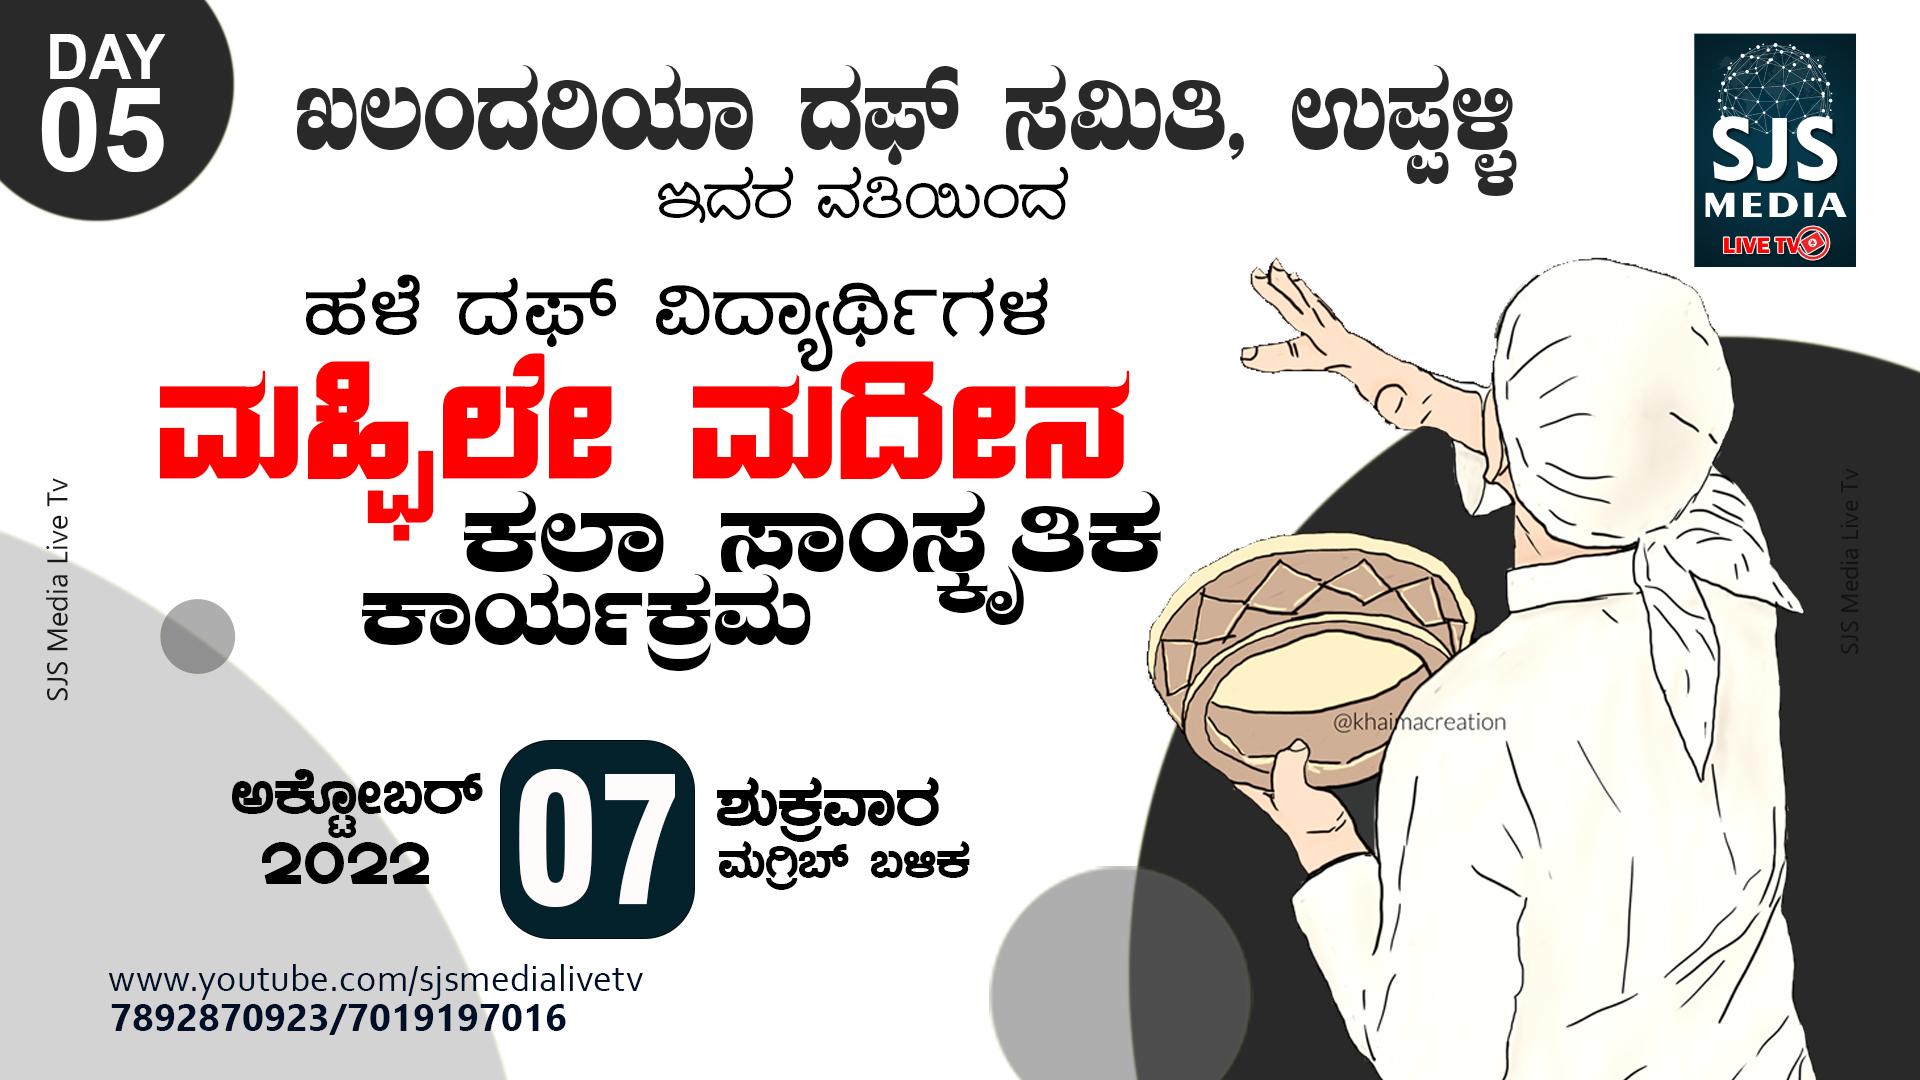 DAY
05
ಖಲಂದರಿಯಾ ದಫ್ ಸಮಿತಿ, ಉಪ್ಪಳ್ಳಿ
ಇದರ ವತಿಯಿಂದ
SJS
MEDIA
LIVE TV
ಹಳೆ ದಫ್ ವಿದ್ಯಾರ್ಥಿಗಳ
ಮಹ್ಫಿಲೇ ಮದೀನ
ಕಲಾ ಸಾಂಸ್ಕೃತಿಕ
ಕಾರ್ಯಕ್ರಮ
SJS Media Live Tv
SJS Media Live Tv
@khaimacreation
ಅಕ್ಟೋಬರ್
2022
07
ಶುಕ್ರವಾರ
ಮಗ್ರಿಬ್ ಬಳಿಕ
www.youtube.com/sjsmedialivetv
7892870923/7019197016